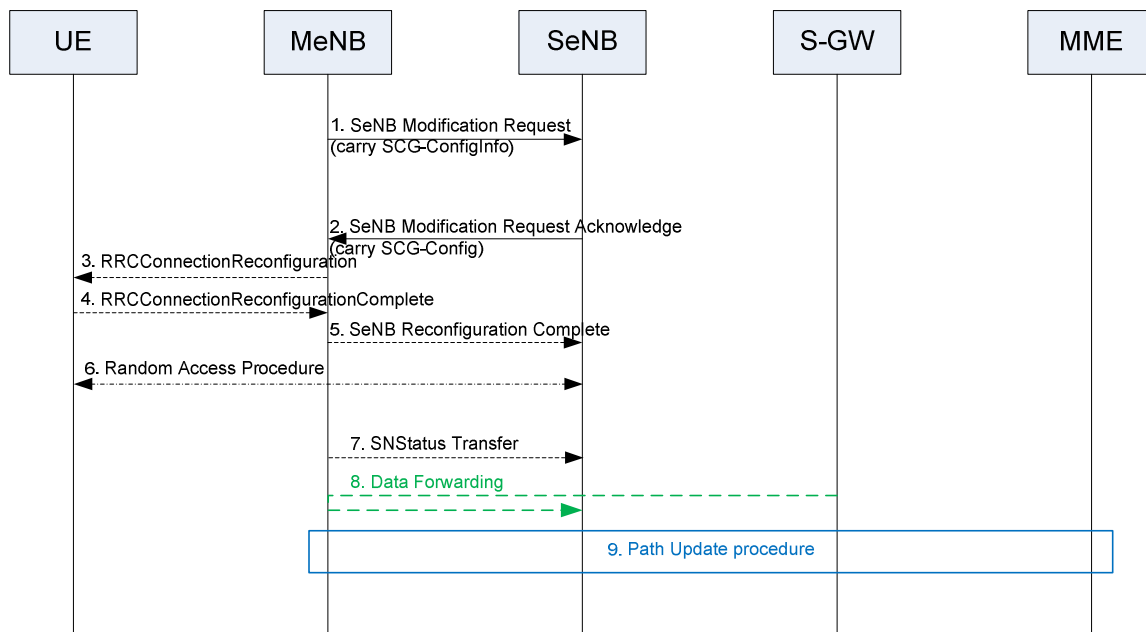 UE
MeNB
SeNB
S-GW
MME
1. SeNB Modification Request
(carry SCG-ConfigInfo)
2. SeNB Modification Request Acknowledge
(carry SCG-Config)
3. RRCConnectionReconfiguration
4. RRCConnectionReconfigurationComplete
5. SeNB Reconfiguration Complete
6. Random Access Procedure
7. SNStatus Transfer
8. Data Forwarding
9. Path Update procedure